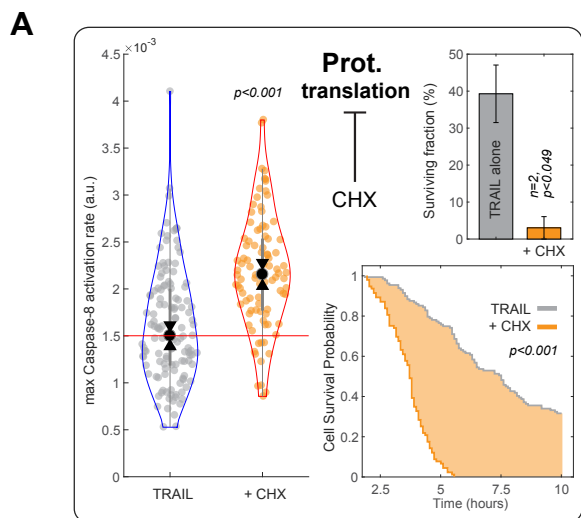 A
×10⁻³
4.5
4
3.5
3
2.5
2
1.5
1
0.5
0
max Caspase-8 activation rate (a.u.)
p<0.001
TRAIL
+ CHX
Prot.
translation
CHX
50
40
30
20
10
0
Surviving fraction (%)
TRAIL alone
n=2,
p<0.049
+ CHX
1
0.8
0.6
0.4
0.2
0
Cell Survival Probability
TRAIL
+ CHX
p<0.001
2.5
5
7.5
10
Time (hours)